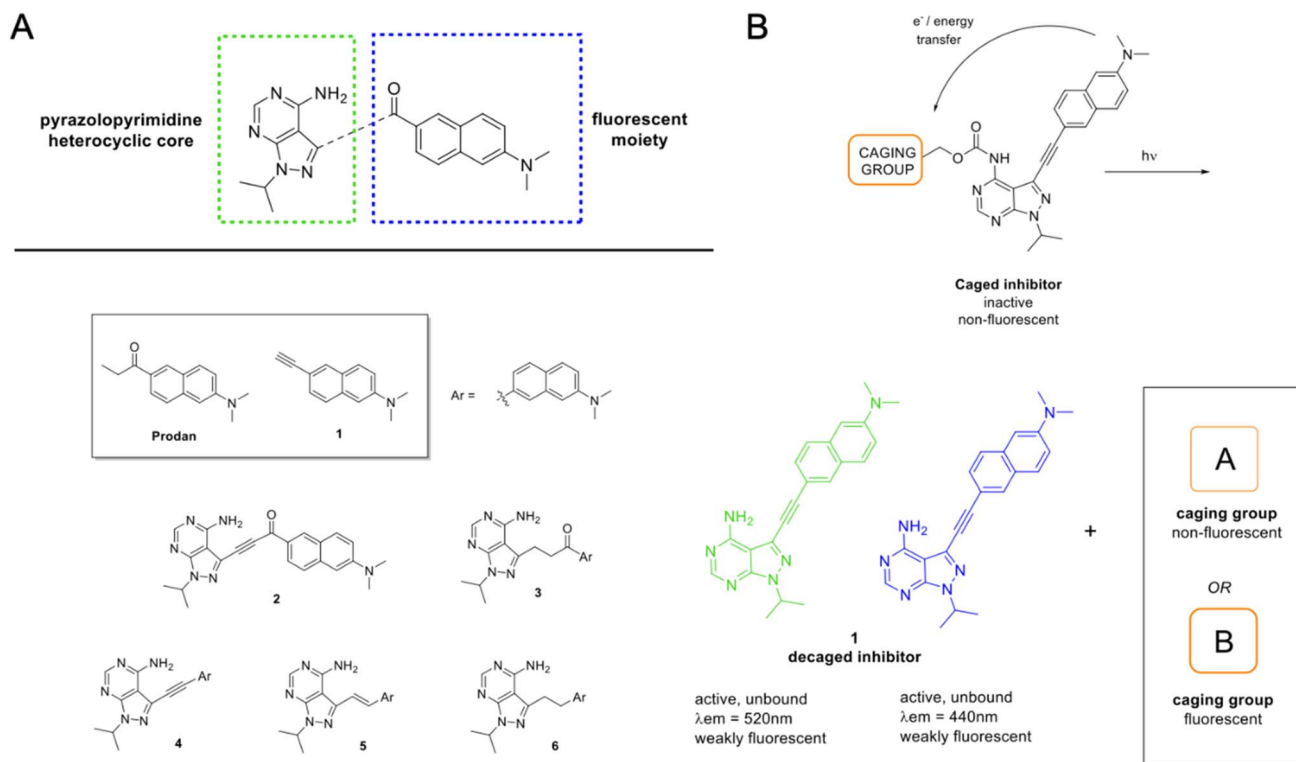 A
pyrazolopyrimidine
heterocyclic core
N
NH2
N
N
N
O
N
fluorescent
moiety
O
N
Prodan
N
1
Ar =
N
N
NH2
O
N
N
N
N
2
N
NH2
O
N
N
N
Ar
3
N
NH2
Ar
N
N
N
4
N
NH2
Ar
N
N
N
5
N
NH2
Ar
N
N
N
6
B
e- / energy
transfer
N
CAGING
GROUP
O
O
NH
N
N
N
N
hν
Caged inhibitor
inactive
non-fluorescent
N
NH2
N
N
N
N
N
NH2
N
N
N
N
1
decaged inhibitor
active, unbound
λem = 520nm
weakly fluorescent
active, unbound
λem = 440nm
weakly fluorescent
+
A
caging group
non-fluorescent
OR
B
caging group
fluorescent